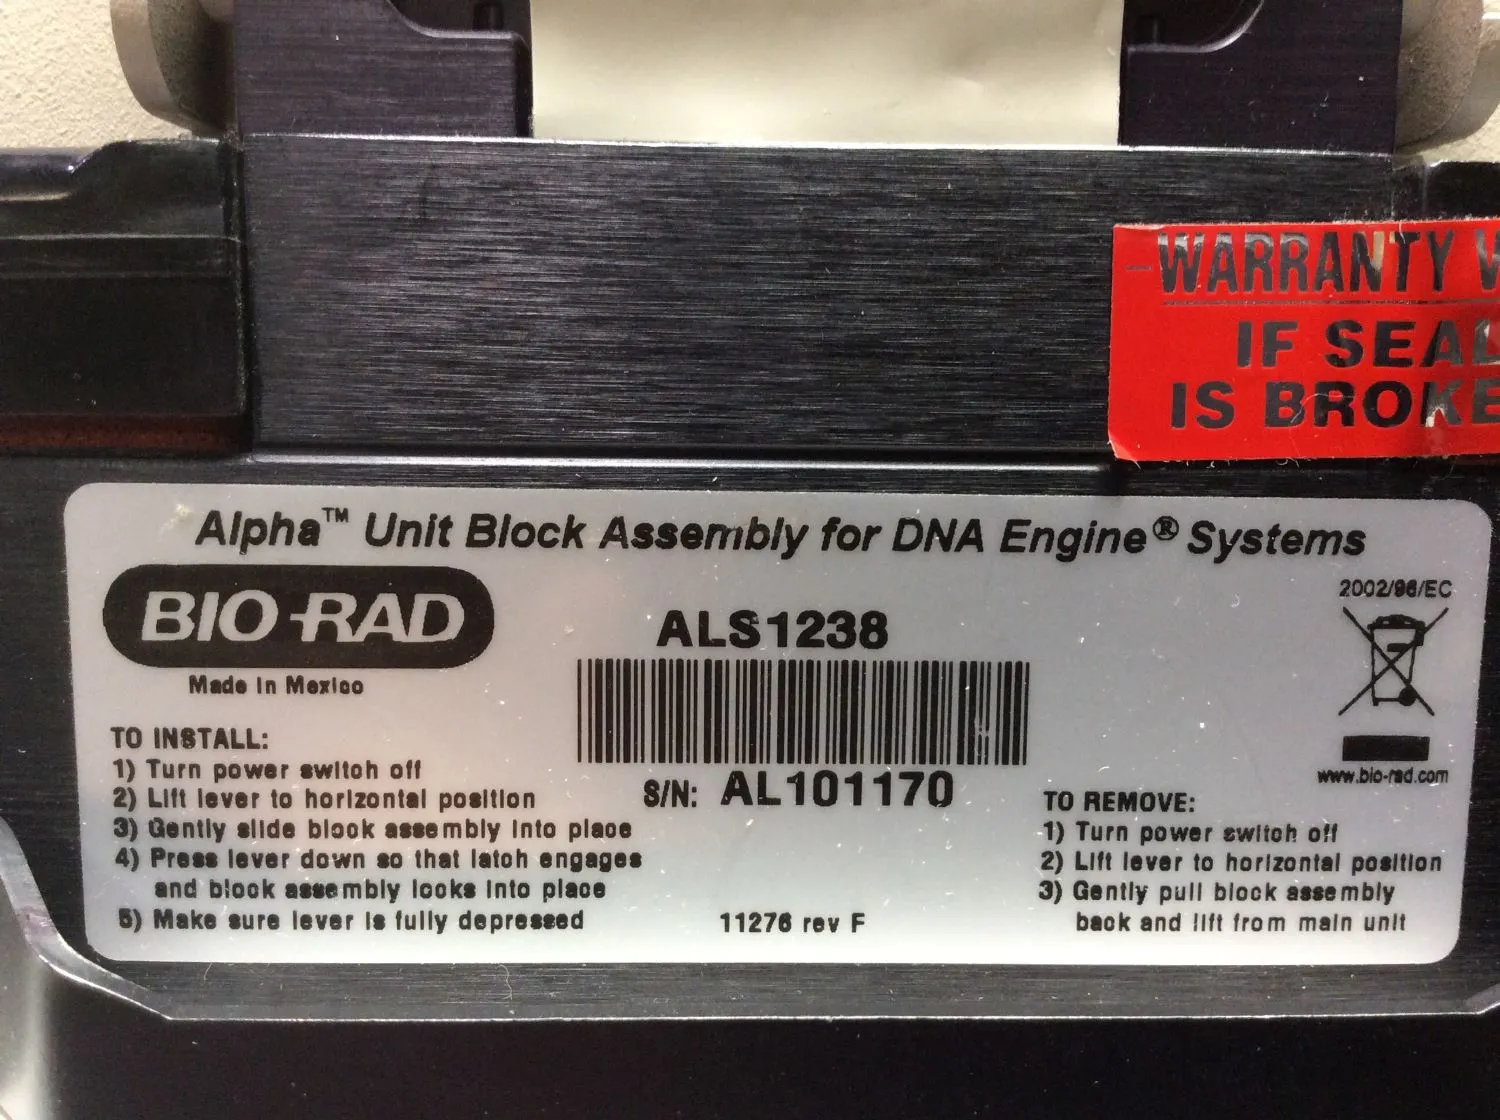 WARRANTY V
IF SEAL
IS BROKE
Alpha™ Unit Block Assembly for DNA Engine® Systems
BIO-RAD
Made in Mexico
ALS1238
S/N: AL101170
2002/96/EC
www.bio-rad.com
TO INSTALL:
1) Turn power switch off
2) Lift lever to horizontal position
3) Gently slide block assembly into place
4) Press lever down so that latch engages
and block assembly locks into place
5) Make sure lever is fully depressed
11276 rev F
TO REMOVE:
1) Turn power switch off
2) Lift lever to horizontal position
3) Gently pull block assembly
back and lift from main unit